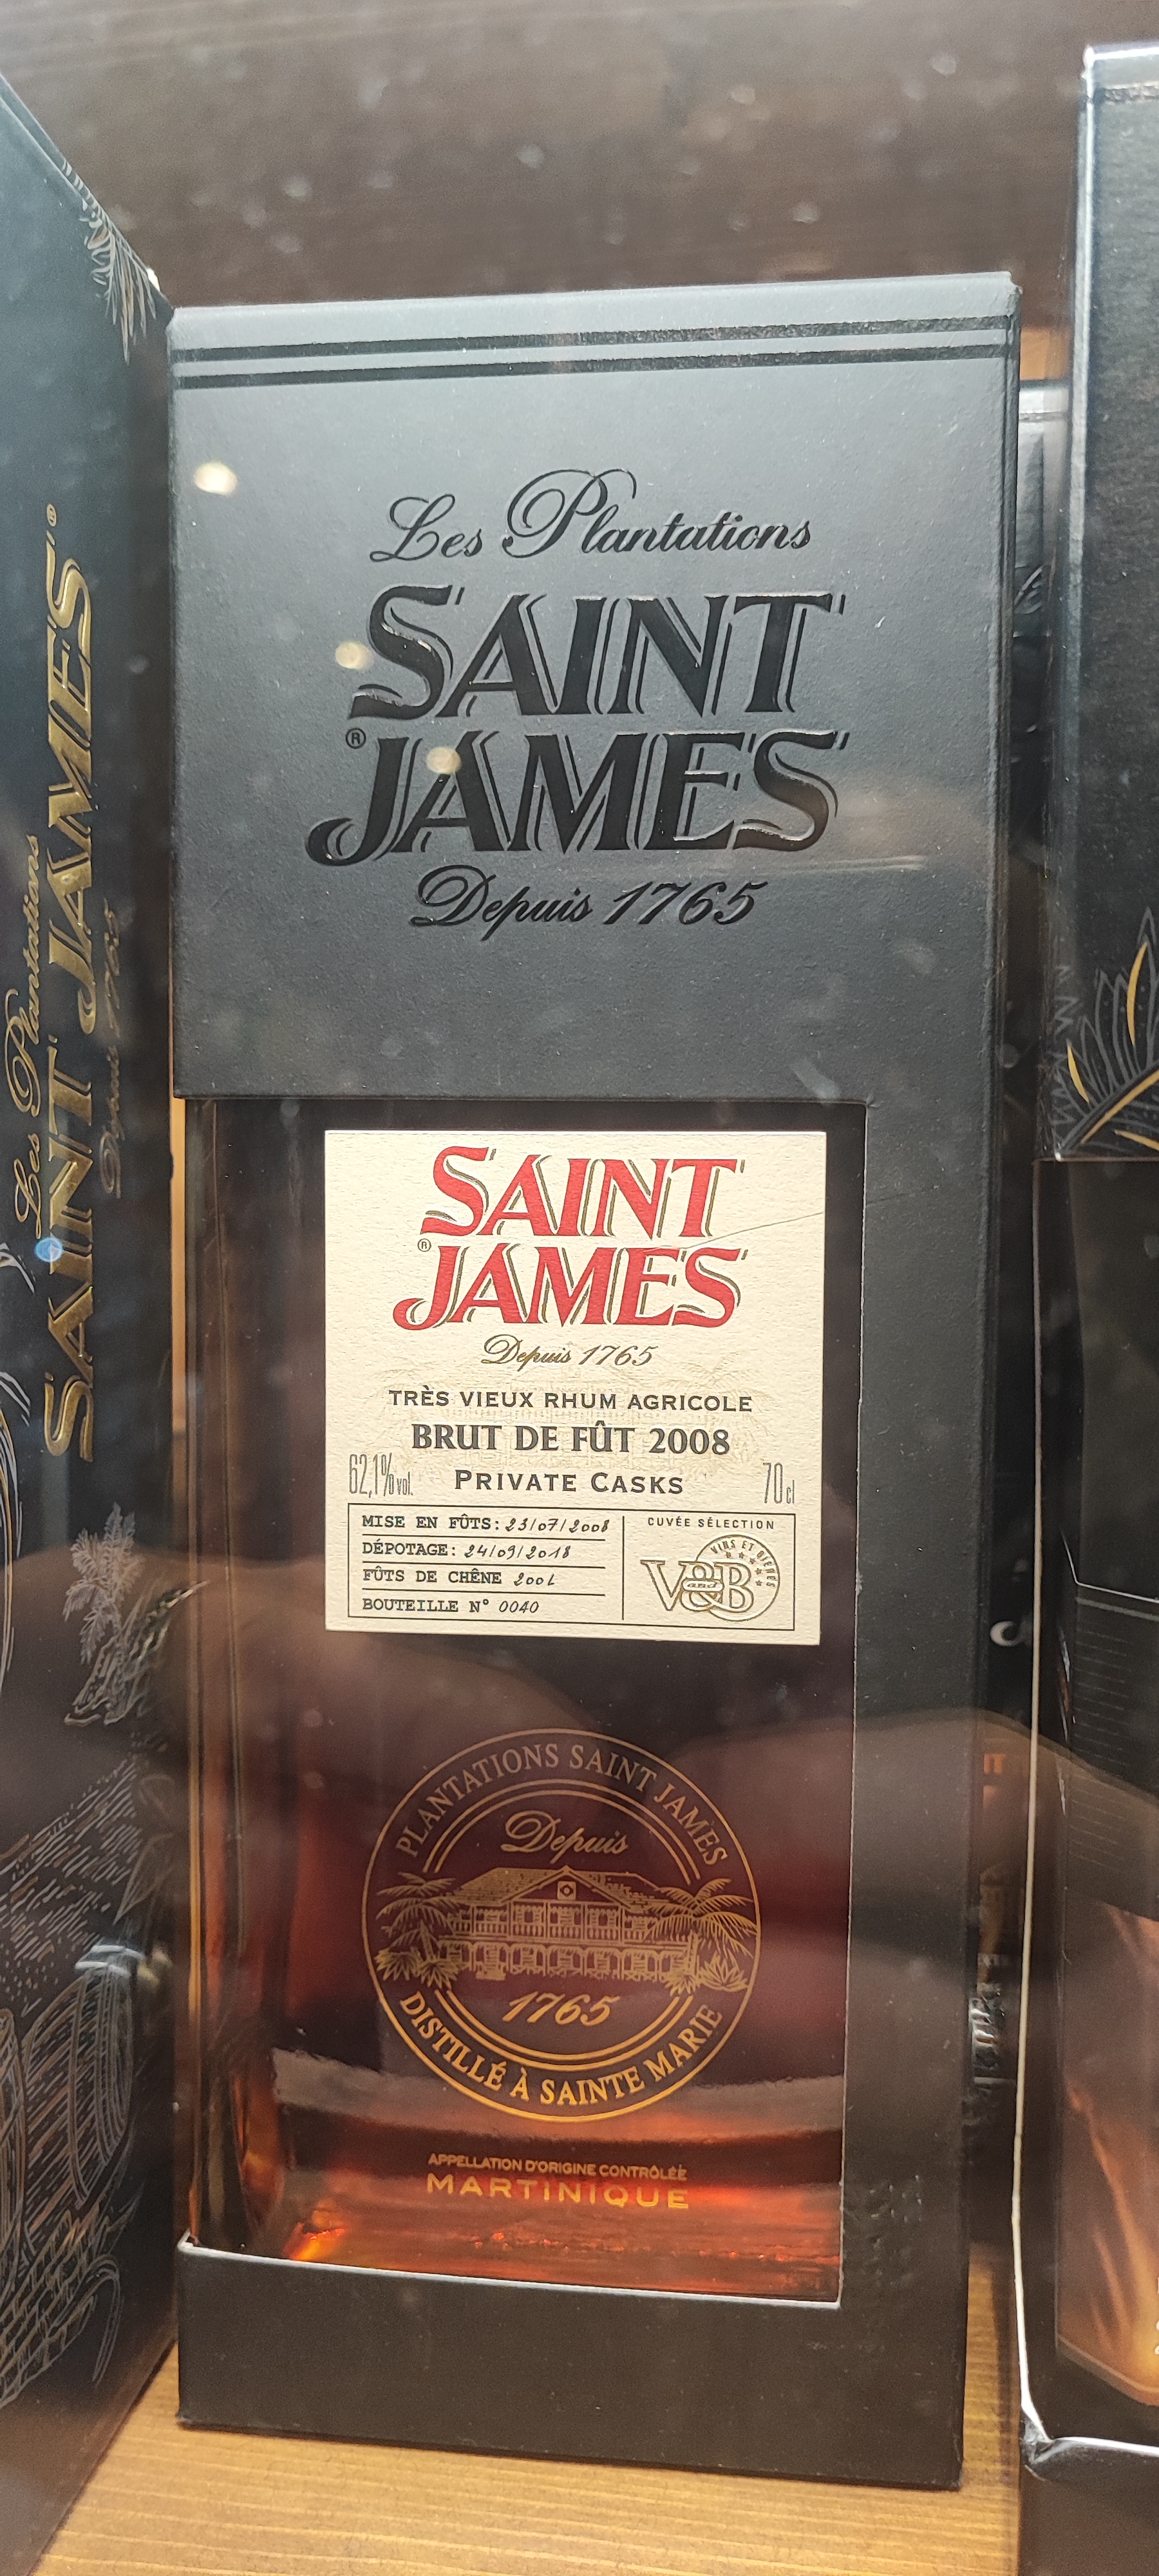 Les Plantations
SAINT
® JAMES
Depuis 1765
SAINT
® JAMES
Depuis 1765
TRÈS VIEUX RHUM AGRICOLE
BRUT DE FÛT 2008
62,1%vol. PRIVATE CASKS 70cl
MISE EN FÛTS: 23/07/2008
DÉPOTAGE: 24/09/2018
FÛTS DE CHÊNE 200L
BOUTEILLE N° 0040
CUVÉE SÉLECTION
VINS ET BIÈRES
V and B
PLANTATIONS SAINT JAMES
Depuis
1765
DISTILLÉ À SAINTE MARIE
APPELLATION D'ORIGINE CONTRÔLÉE
MARTINIQUE
Les Plantations
SAINT JAMES®
Depuis 1765